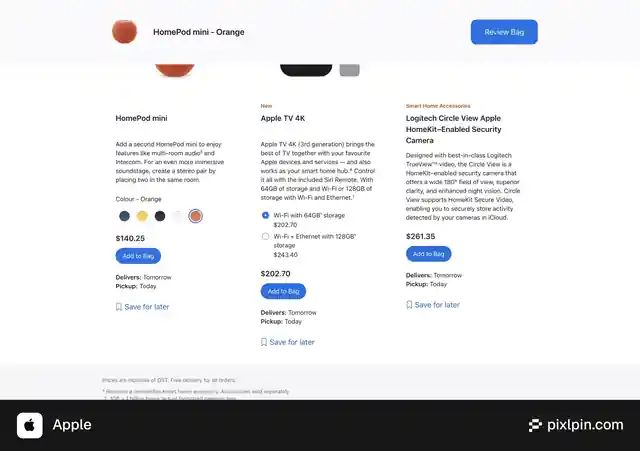 HomePod mini - Orange
Review Bag
HomePod mini
Add a second HomePod mini to enjoy
features like multi-room audio⁵ and
Intercom. For an even more immersive
soundstage, create a stereo pair by
placing two in the same room.
Colour – Orange
$140.25
Add to Bag
Delivers: Tomorrow
Pickup: Today
Save for later
New
Apple TV 4K
Apple TV 4K (3rd generation) brings the
best of TV together with your favourite
Apple devices and services — and also
works as your smart home hub.⁶ Control
it all with the included Siri Remote. With
64GB of storage and Wi-Fi or 128GB of
storage with Wi-Fi and Ethernet.¹
Wi-Fi with 64GB¹ storage
$202.70
Wi-Fi + Ethernet with 128GB¹
storage
$243.40
$202.70
Add to Bag
Delivers: Tomorrow
Pickup: Today
Save for later
Smart Home Accessories
Logitech Circle View Apple
HomeKit–Enabled Security
Camera
Designed with best-in-class Logitech
TrueView™ video, the Circle View is a
HomeKit–enabled security camera that
offers a wide 180° field of view, superior
clarity, and enhanced night vision. Circle
View supports HomeKit Secure Video,
enabling you to securely store activity
detected by your cameras in iCloud.
$261.35
Add to Bag
Delivers: Tomorrow
Pickup: Today
Save for later
Prices are inclusive of GST. Free delivery for all orders.
Apple
pixlpin.com